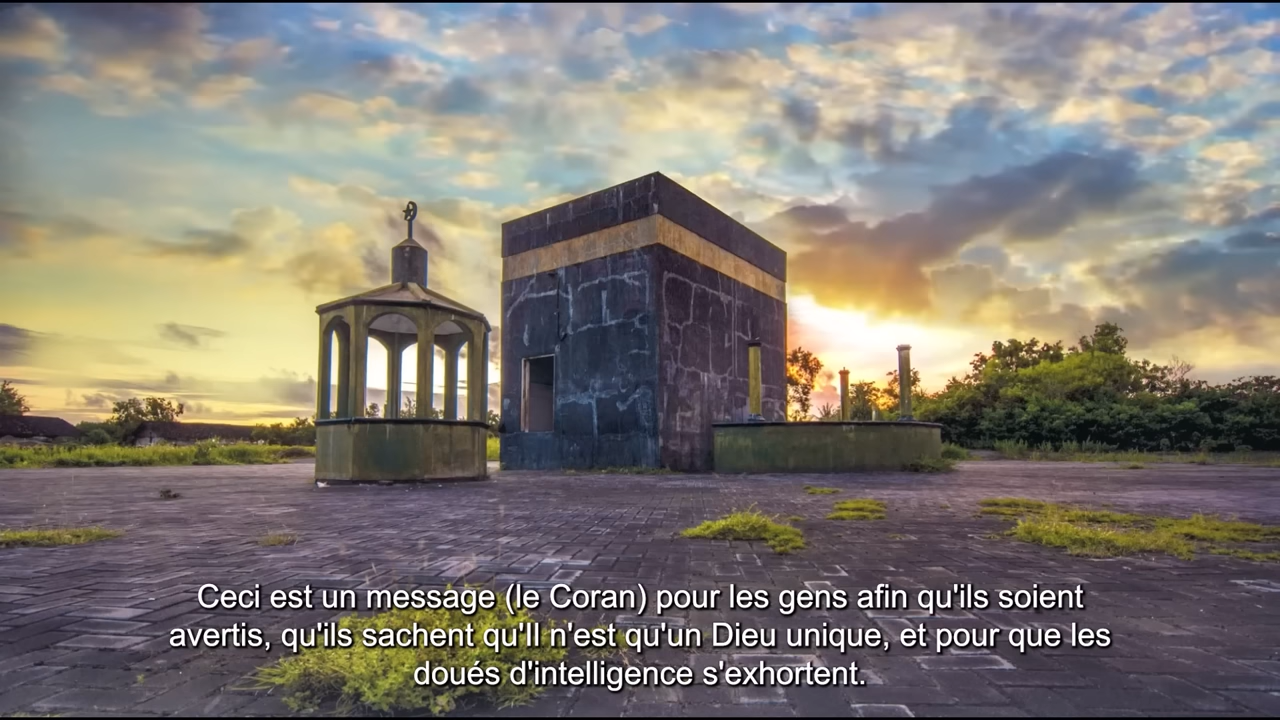 Ceci est un message (le Coran) pour les gens afin qu'ils soient
avertis, qu'ils sachent qu'Il n'est qu'un Dieu unique, et pour que les
doués d'intelligence s'exhortent.